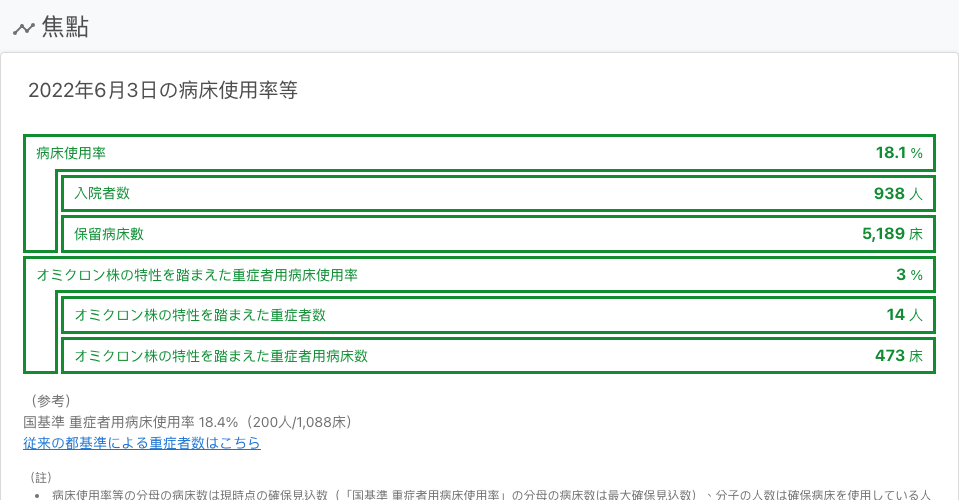 焦點
2022年6月3日の病床使用率等
病床使用率 18.1 %
入院者数 938 人
保留病床數 5,189 床
オミクロン株の特性を踏まえた重症者用病床使用率 3 %
オミクロン株の特性を踏まえた重症者数 14 人
オミクロン株の特性を踏まえた重症者用病床数 473 床
（参考）
国基準 重症者用病床使用率 18.4%（200人/1,088床）
従来の都基準による重症者数はこちら
（註）
• 病床使用率等の分母の病床数は現時点の確保見込数（「国基準 重症者用病床使用率」の分母の病床数は最大確保見込数）、分子の人数は確保病床を使用している人